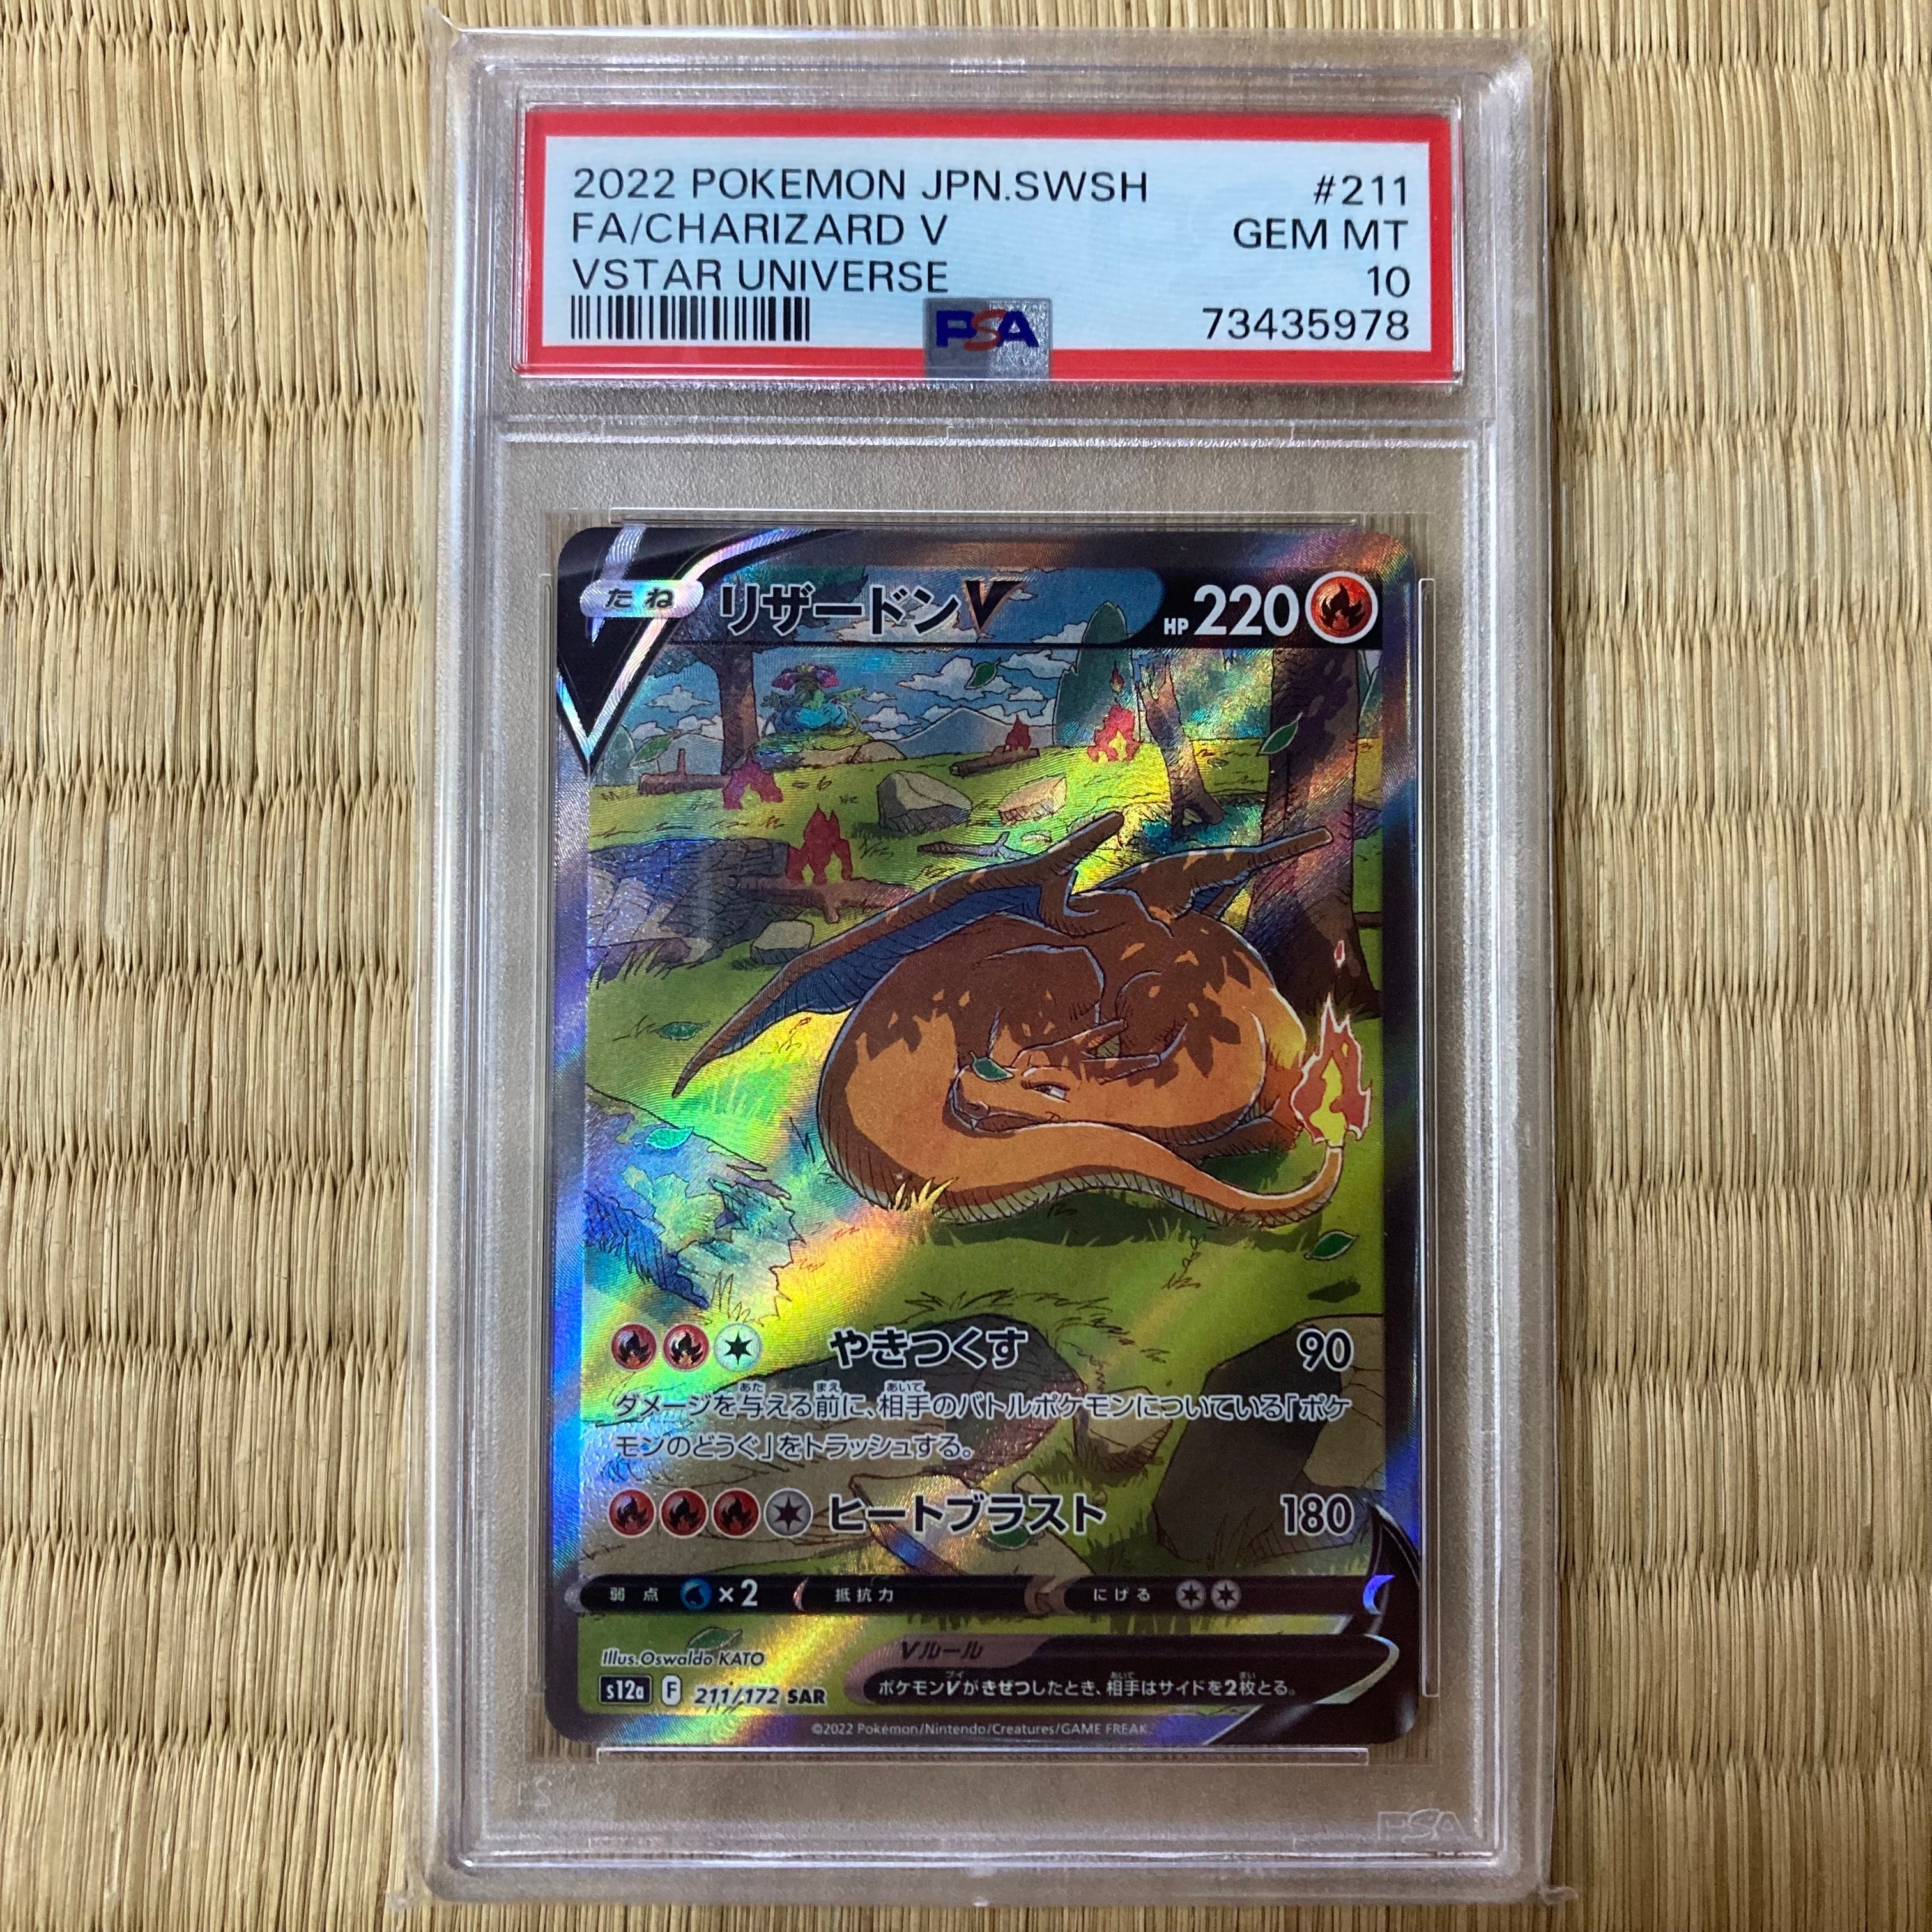 2022 POKEMON JPN.SWSH #211
FA/CHARIZARD V GEM MT
VSTAR UNIVERSE 10
PSA 73435978
たね リザードンV HP 220
やきつくす 90
ダメージを与える前に、相手のバトルポケモンについている「ポケ
モンのどうぐ」をトラッシュする。
ヒートブラスト 180
弱点 ×2 抵抗力 にげる
Illus.Oswaldo KATO
Vルール
s12a F 211/172 SAR
ポケモンVがきぜつしたとき、相手はサイドを2枚とる。
©2022 Pokémon/Nintendo/Creatures/GAME FREAK
PSA